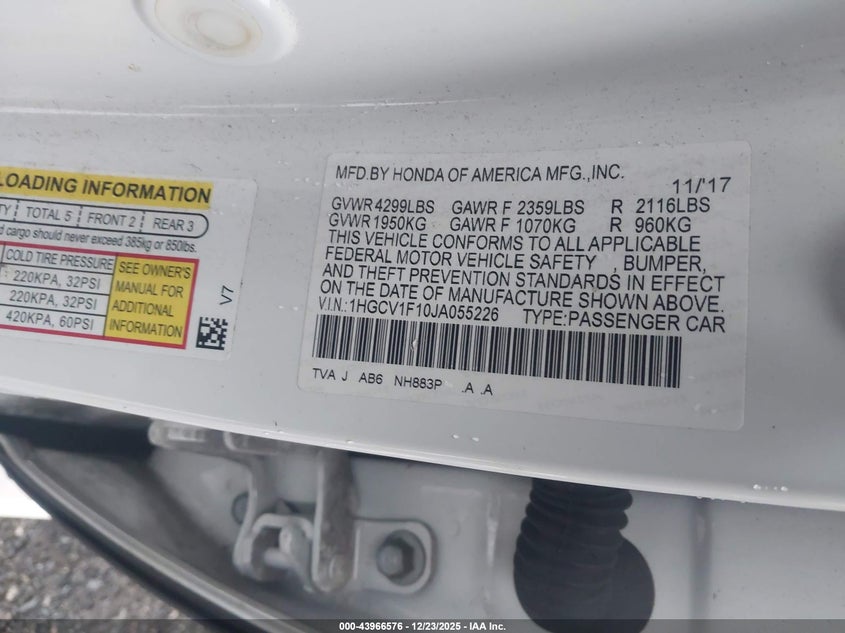 LOADING INFORMATION
TY TOTAL 5 FRONT 2 REAR 3
d cargo should never exceed 385kg or 850lbs.
COLD TIRE PRESSURE
220KPA, 32PSI
220KPA, 32PSI
420KPA, 60PSI
SEE OWNER'S
MANUAL FOR
ADDITIONAL
INFORMATION
V7
MFD.BY HONDA OF AMERICA MFG.,INC.
11/'17
GVWR 4299LBS GAWR F 2359LBS R 2116LBS
GVWR 1950KG GAWR F 1070KG R 960KG
THIS VEHICLE CONFORMS TO ALL APPLICABLE
FEDERAL MOTOR VEHICLE SAFETY , BUMPER,
AND THEFT PREVENTION STANDARDS IN EFFECT
ON THE DATE OF MANUFACTURE SHOWN ABOVE.
V.I.N.:1HGCV1F10JA055226 TYPE:PASSENGER CAR
TVA J AB6 NH883P .A .A
000-43966576 - 12/23/2025 - IAA Inc.